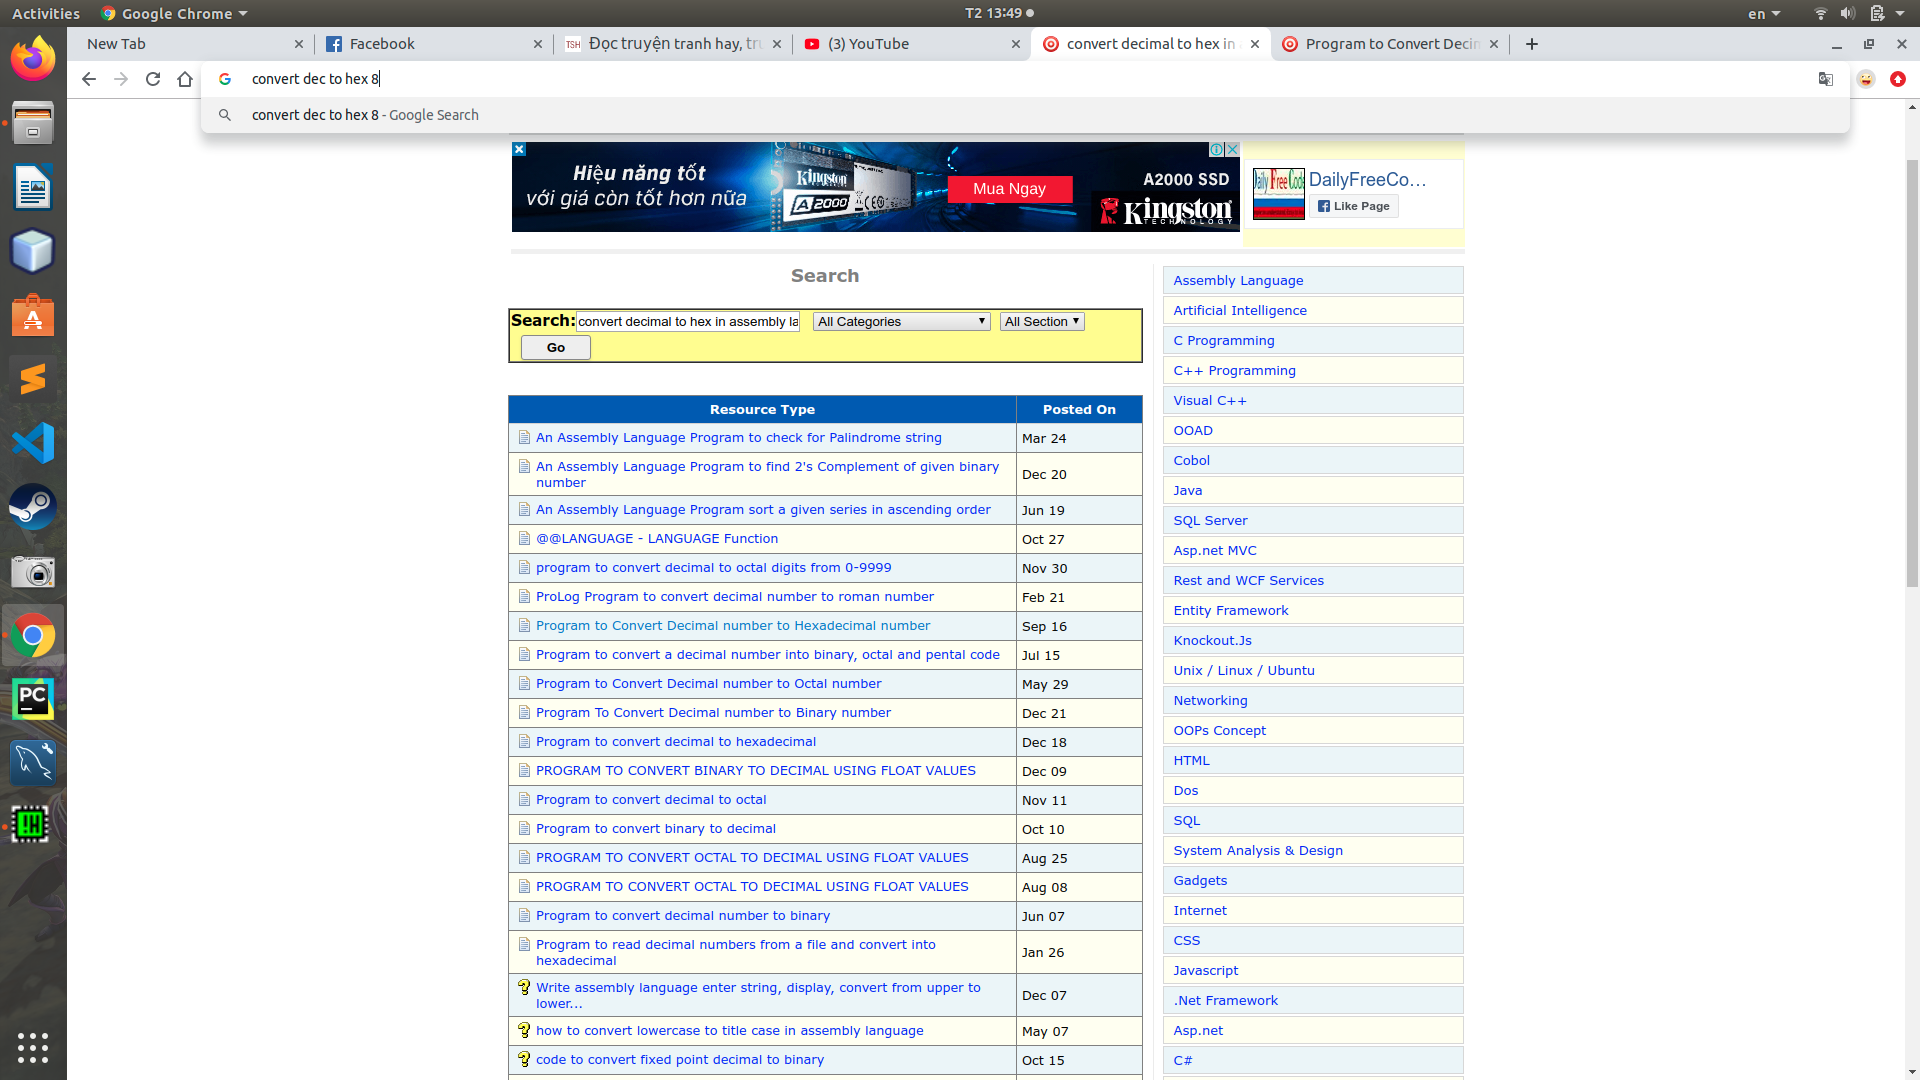 Activities
Google Chrome
T2 13:49
en
New Tab
Facebook
Đọc truyện tranh hay, tru
(3) YouTube
convert decimal to hex in
Program to Convert Decim
convert dec to hex 8
convert dec to hex 8 - Google Search
Hiệu năng tốt
với giá còn tốt hơn nữa
Kingston
A2000
Mua Ngay
A2000 SSD
Kingston
TECHNOLOGY
Daily Free Code
DailyFreeCo...
Like Page
Search
Search: convert decimal to hex in assembly la All Categories All Section
Go
Resource Type Posted On
An Assembly Language Program to check for Palindrome string Mar 24
An Assembly Language Program to find 2's Complement of given binary
number Dec 20
An Assembly Language Program sort a given series in ascending order Jun 19
@@LANGUAGE - LANGUAGE Function Oct 27
program to convert decimal to octal digits from 0-9999 Nov 30
ProLog Program to convert decimal number to roman number Feb 21
Program to Convert Decimal number to Hexadecimal number Sep 16
Program to convert a decimal number into binary, octal and pental code Jul 15
Program to Convert Decimal number to Octal number May 29
Program To Convert Decimal number to Binary number Dec 21
Program to convert decimal to hexadecimal Dec 18
PROGRAM TO CONVERT BINARY TO DECIMAL USING FLOAT VALUES Dec 09
Program to convert decimal to octal Nov 11
Program to convert binary to decimal Oct 10
PROGRAM TO CONVERT OCTAL TO DECIMAL USING FLOAT VALUES Aug 25
PROGRAM TO CONVERT OCTAL TO DECIMAL USING FLOAT VALUES Aug 08
Program to convert decimal number to binary Jun 07
Program to read decimal numbers from a file and convert into
hexadecimal Jan 26
Write assembly language enter string, display, convert from upper to
lower... Dec 07
how to convert lowercase to title case in assembly language May 07
code to convert fixed point decimal to binary Oct 15
Assembly Language
Artificial Intelligence
C Programming
C++ Programming
Visual C++
OOAD
Cobol
Java
SQL Server
Asp.net MVC
Rest and WCF Services
Entity Framework
Knockout.Js
Unix / Linux / Ubuntu
Networking
OOPs Concept
HTML
Dos
SQL
System Analysis & Design
Gadgets
Internet
CSS
Javascript
.Net Framework
Asp.net
C#